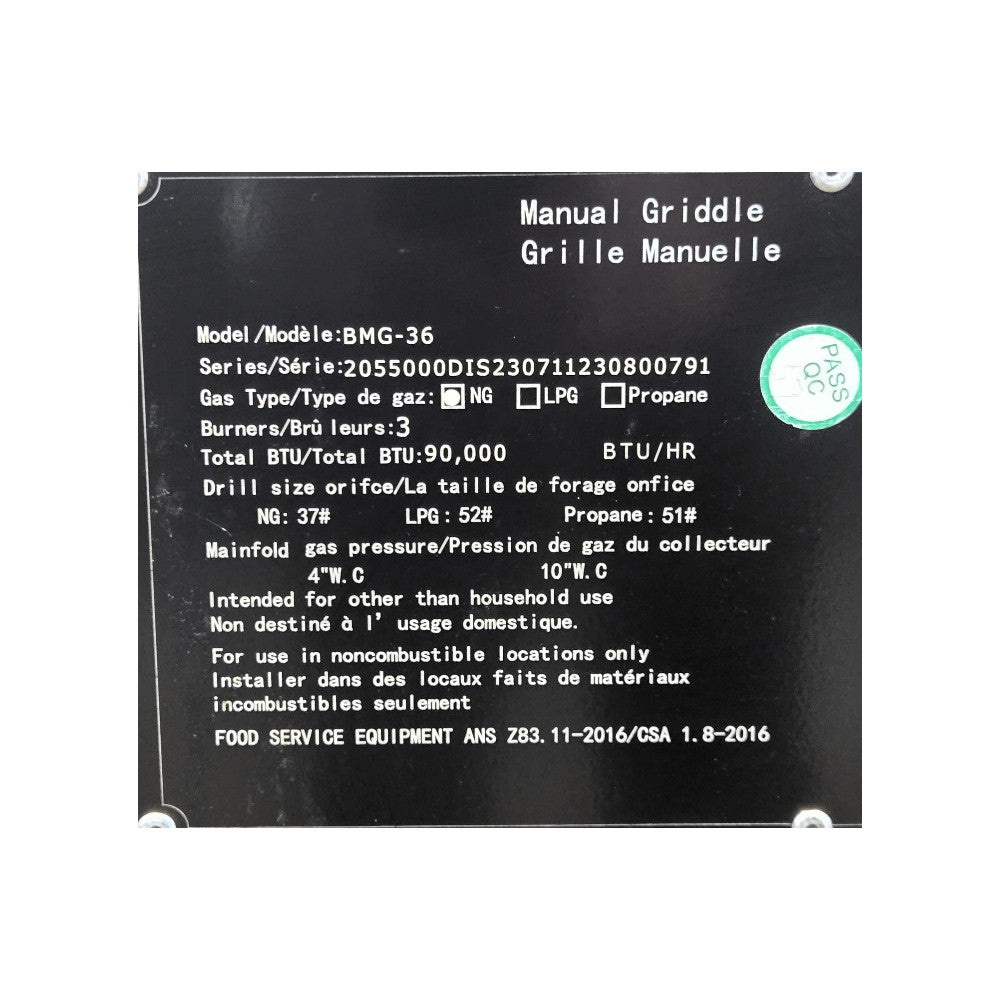 Manual Griddle
Grille Manuelle
Model/Modèle:BMG-36
Series/Série:2055000DIS230711230800791
Gas Type/Type de gaz: NG LPG Propane
Burners/Brû leurs:3
Total BTU/Total BTU:90,000 BTU/HR
Drill size orifce/La taille de forage onfice
NG: 37# LPG: 52# Propane: 51#
Mainfold gas pressure/Pression de gaz du collecteur
4"W.C 10"W.C
Intended for other than household use
Non destiné à l' usage domestique.
For use in noncombustible locations only
Installer dans des locaux faits de matériaux
incombustibles seulement
FOOD SERVICE EQUIPMENT ANS Z83.11-2016/CSA 1.8-2016
PASS
QC